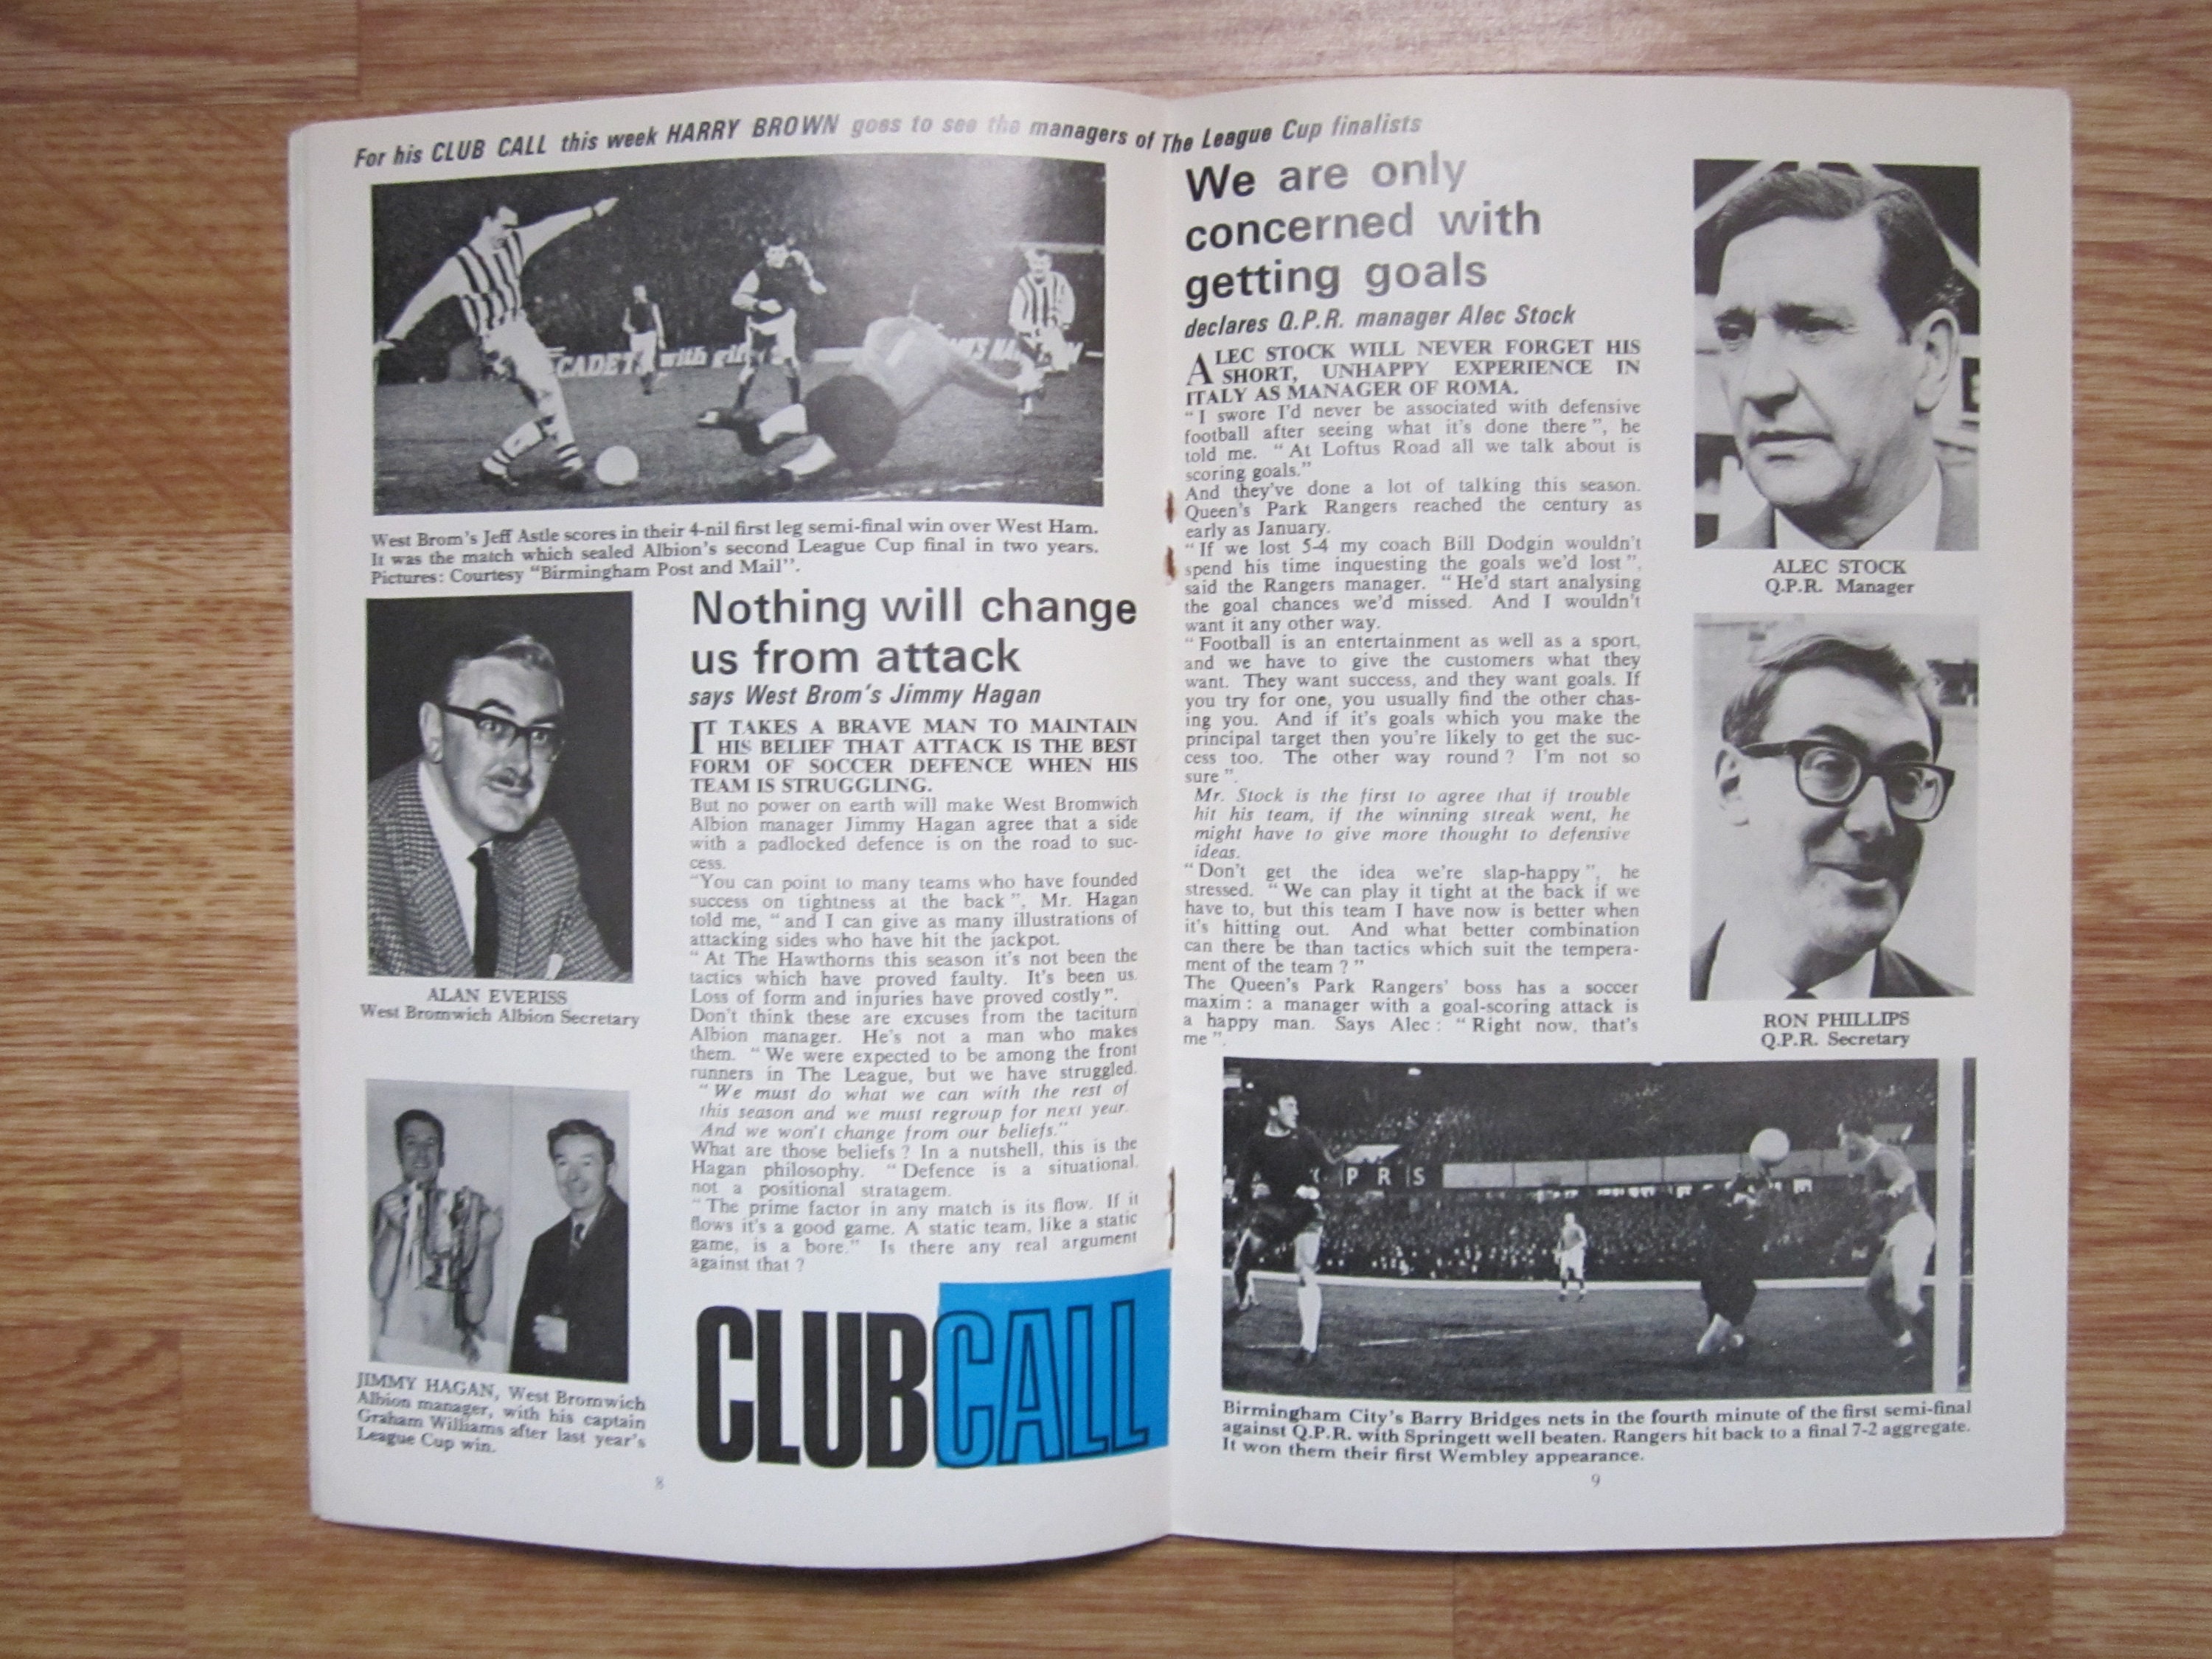 For his CLUB CALL this week HARRY BROWN goes to see the managers of The League Cup finalists
CADET with gif
West Brom's Jeff Astle scores in their 4-nil first leg semi-final win over West Ham.
It was the match which sealed Albion's second League Cup final in two years.
Pictures: Courtesy "Birmingham Post and Mail".
ALAN EVERISS
West Bromwich Albion Secretary
JIMMY HAGAN, West Bromwich
Albion manager, with his captain
Graham Williams after last year's
League Cup win.
Nothing will change
us from attack
says West Brom's Jimmy Hagan
IT TAKES A BRAVE MAN TO MAINTAIN
HIS BELIEF THAT ATTACK IS THE BEST
FORM OF SOCCER DEFENCE WHEN HIS
TEAM IS STRUGGLING.
But no power on earth will make West Bromwich
Albion manager Jimmy Hagan agree that a side
with a padlocked defence is on the road to suc-
cess.
"You can point to many teams who have founded
success on tightness at the back", Mr. Hagan
told me, "and I can give as many illustrations of
attacking sides who have hit the jackpot.
"At The Hawthorns this season it's not been the
tactics which have proved faulty. It's been us.
Loss of form and injuries have proved costly".
Don't think these are excuses from the taciturn
Albion manager. He's not a man who makes
them. "We were expected to be among the front
runners in The League, but we have struggled.
"We must do what we can with the rest of
this season and we must regroup for next year.
And we won't change from our beliefs."
What are those beliefs? In a nutshell, this is the
Hagan philosophy. "Defence is a situational,
not a positional stratagem.
"The prime factor in any match is its flow. If it
flows it's a good game. A static team, like a static
game, is a bore." Is there any real argument
against that?
CLUB CALL
8
We are only
concerned with
getting goals
declares Q.P.R. manager Alec Stock
ALEC STOCK WILL NEVER FORGET HIS
SHORT, UNHAPPY EXPERIENCE IN
ITALY AS MANAGER OF ROMA.
"I swore I'd never be associated with defensive
football after seeing what it's done there", he
told me. "At Loftus Road all we talk about is
scoring goals."
And they've done a lot of talking this season.
Queen's Park Rangers reached the century as
early as January.
"If we lost 5-4 my coach Bill Dodgin wouldn't
spend his time inquesting the goals we'd lost",
said the Rangers manager. "He'd start analysing
the goal chances we'd missed. And I wouldn't
want it any other way.
"Football is an entertainment as well as a sport,
and we have to give the customers what they
want. They want success, and they want goals. If
you try for one, you usually find the other chas-
ing you. And if it's goals which you make the
principal target then you're likely to get the suc-
cess too. The other way round? I'm not so
sure".
Mr. Stock is the first to agree that if trouble
hit his team, if the winning streak went, he
might have to give more thought to defensive
ideas.
"Don't get the idea we're slap-happy", he
stressed. "We can play it tight at the back if we
have to, but this team I have now is better when
it's hitting out. And what better combination
can there be than tactics which suit the tempera-
ment of the team?"
The Queen's Park Rangers' boss has a soccer
maxim: a manager with a goal-scoring attack is
a happy man. Says Alec: "Right now, that's
me".
ALEC STOCK
Q.P.R. Manager
RON PHILLIPS
Q.P.R. Secretary
P R S
Birmingham City's Barry Bridges nets in the fourth minute of the first semi-final
against Q.P.R. with Springett well beaten. Rangers hit back to a final 7-2 aggregate.
It won them their first Wembley appearance.
9